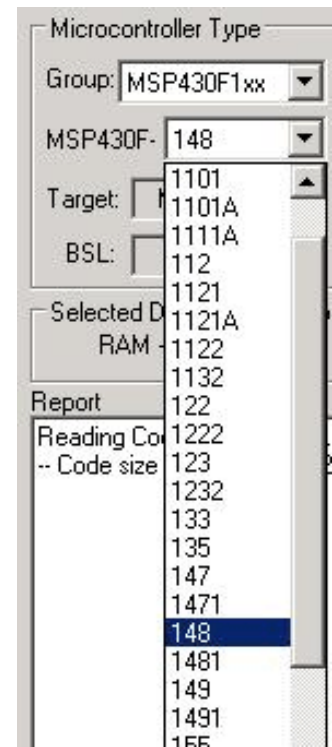 Microcontroller Type
Group: MSP430F1xx
MSP430F- 148
1101
Target:
1101A
1111A
BSL:
112
1121
Selected D
1121A
RAM -
1122
1132
Report
122
Reading Co
1222
-- Code size
123
1232
133
135
147
1471
148
1481
149
1491
155